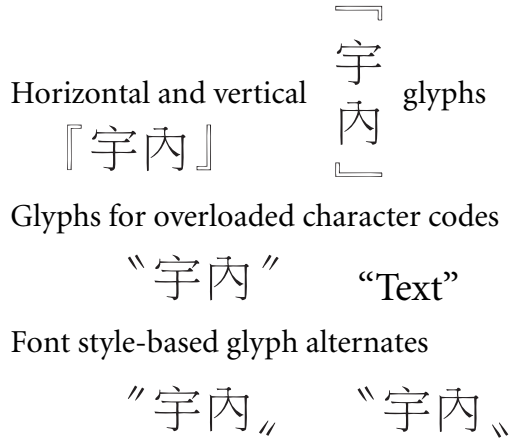 Horizontal and vertical 『宇內』 glyphs
『宇內』
Glyphs for overloaded character codes
〝宇內〞 “Text”
Font style-based glyph alternates
〞宇內〟 〝宇內〟